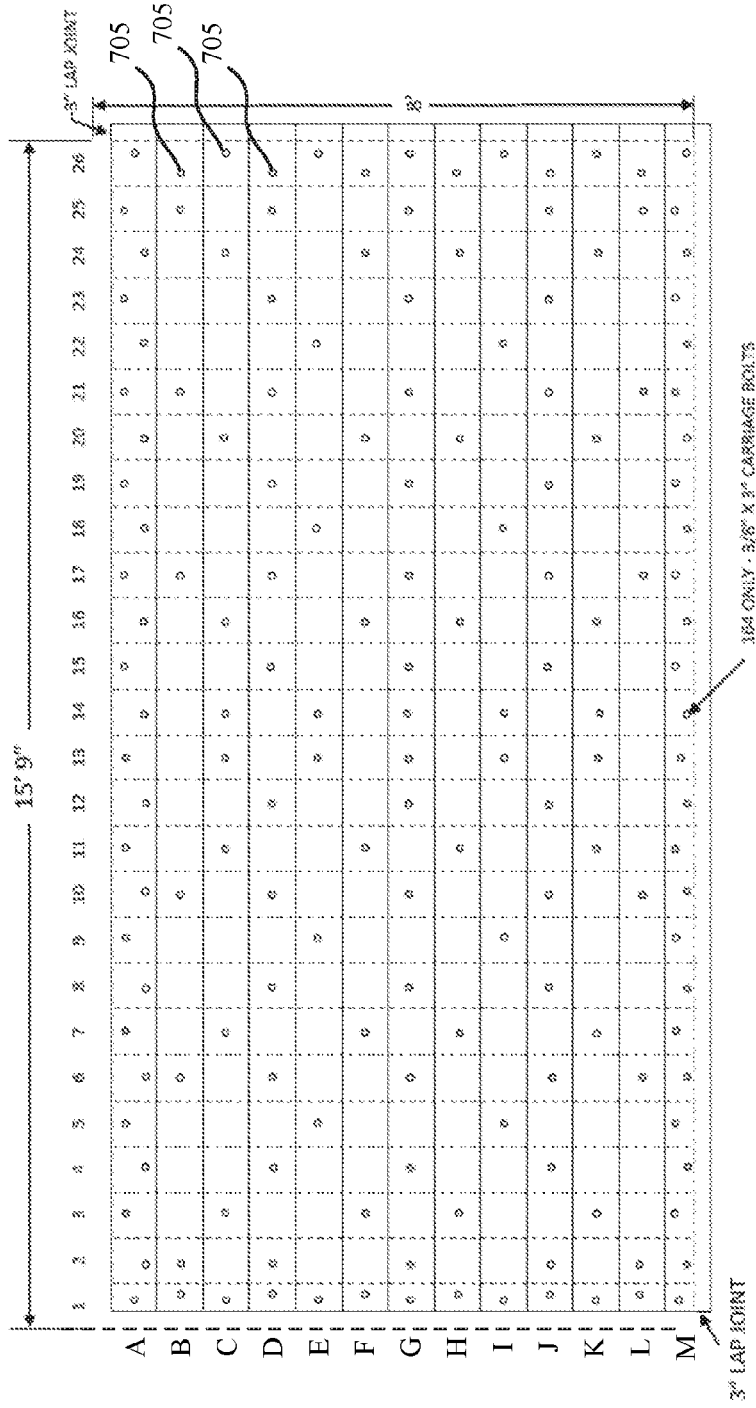 3" LAP JOINT
705
705
705
15' 9"
8'
1 2 3 4 5 6 7 8 9 10 11 12 13 14 15 16 17 18 19 20 21 22 23 24 25 26
A
B
C
D
E
F
G
H
I
J
K
L
M
3" LAP JOINT
164 ONLY - 3/8" X 3" CARRIAGE BOLTS